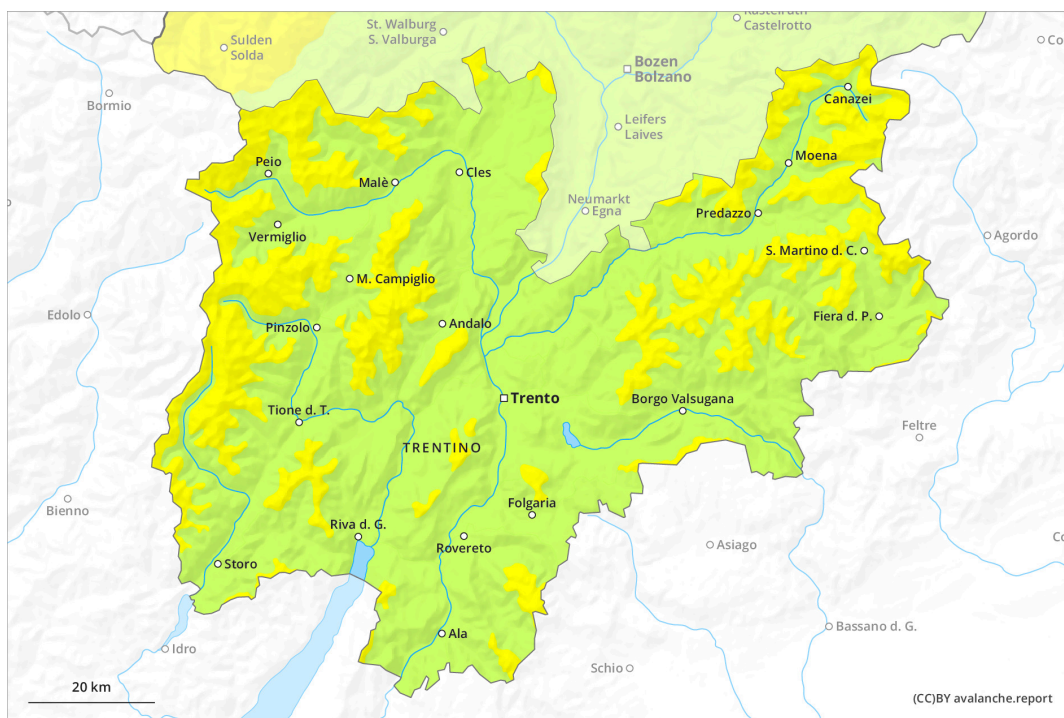 Kastelruth
Castelrotto
St. Walburg
S. Valburga
Sulden
Solda
Bozen
Bolzano
Bormio
Canazei
Leifers
Laives
Moena
Peio
Cles
Malè
Neumarkt
Egna
Predazzo
Vermiglio
Agordo
S. Martino d. C.
M. Campiglio
Edolo
Pinzolo
Andalo
Fiera d. P.
Trento
Borgo Valsugana
Tione d. T.
Feltre
TRENTINO
Bienno
Folgaria
Riva d. G.
Rovereto
Asiago
Co
Storo
Bassano d. G.
Ala
Idro
Schio
20 km
(CC)BY avalanche.report